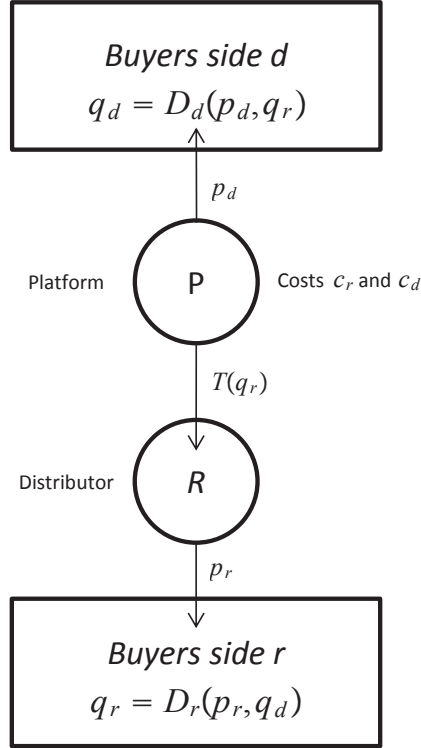 Buyers side d
q_d = D_d(p_d, q_r)
p_d
Platform
P
Costs c_r and c_d
T(q_r)
Distributor
R
p_r
Buyers side r
q_r = D_r(p_r, q_d)